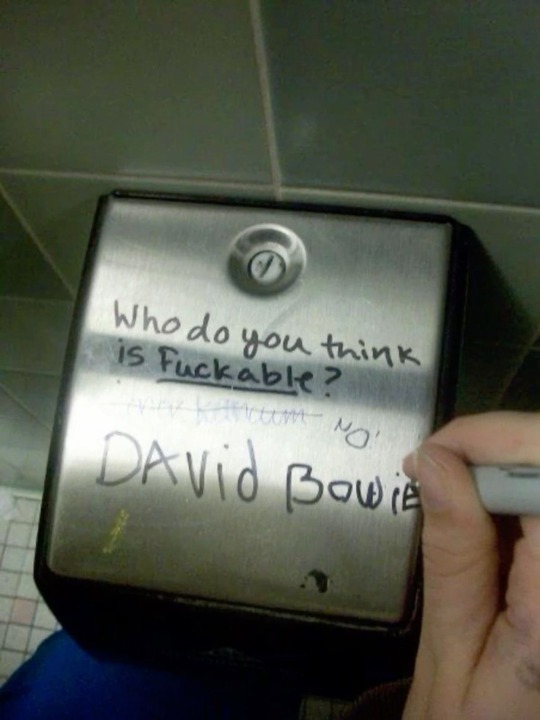 Who do you think
is Fuckable?
"NO"
DAVid BowiE